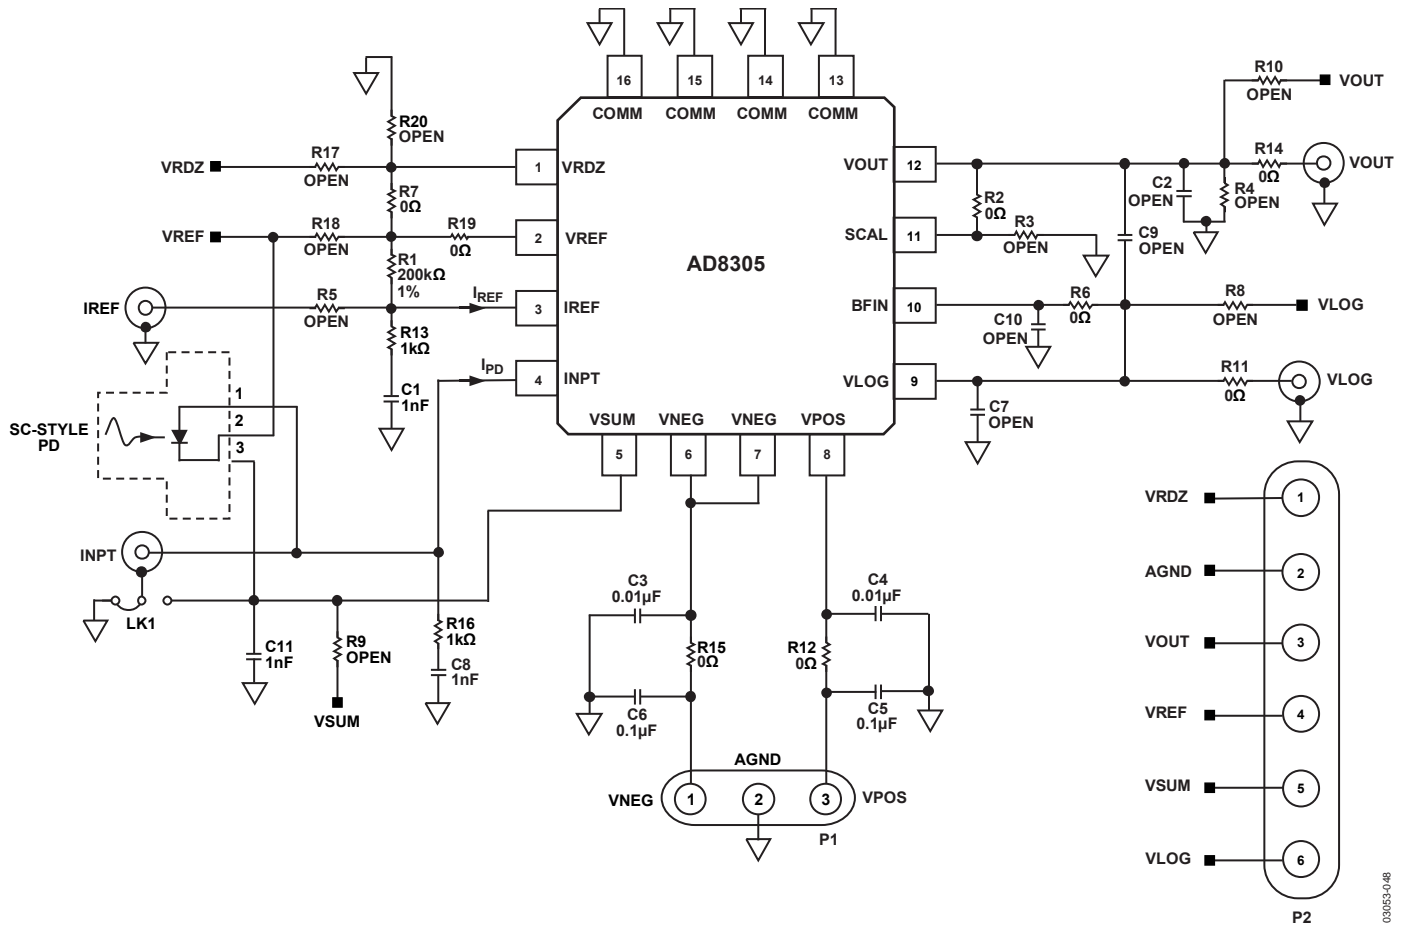 16
15
14
13
COMM
COMM
COMM
COMM
R10
OPEN
VOUT
R20
OPEN
VRDZ
R17
OPEN
1
VRDZ
VOUT
12
R14
0Ω
VOUT
R7
0Ω
R2
0Ω
C2
OPEN
R4
OPEN
VREF
R18
OPEN
R19
0Ω
2
VREF
AD8305
SCAL
11
R3
OPEN
C9
OPEN
R1
200kΩ
1%
IREF
R5
OPEN
IREF
3
IREF
BFIN
10
R6
0Ω
C10
OPEN
R8
OPEN
VLOG
R13
1kΩ
IPD
4
INPT
VLOG
9
R11
0Ω
VLOG
C1
1nF
C7
OPEN
SC-STYLE
PD
1
2
3
VSUM
VNEG
VNEG
VPOS
5
6
7
8
INPT
LK1
C11
1nF
R9
OPEN
VSUM
R16
1kΩ
C8
1nF
C3
0.01µF
R15
0Ω
C6
0.1µF
C4
0.01µF
R12
0Ω
C5
0.1µF
AGND
VNEG
1
2
3
VPOS
P1
VRDZ
1
AGND
2
VOUT
3
VREF
4
VSUM
5
VLOG
6
P2
03053-048